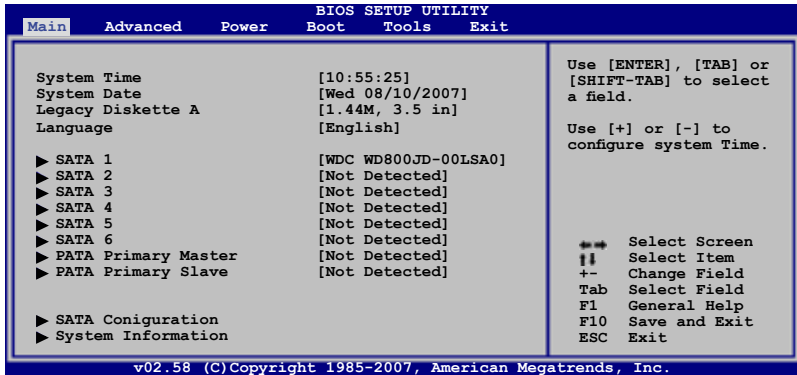 BIOS SETUP UTILITY
Main Advanced Power Boot Tools Exit
System Time [10:55:25]
System Date [Wed 08/10/2007]
Legacy Diskette A [1.44M, 3.5 in]
Language [English]
SATA 1 [WDC WD800JD-00LSA0]
SATA 2 [Not Detected]
SATA 3 [Not Detected]
SATA 4 [Not Detected]
SATA 5 [Not Detected]
SATA 6 [Not Detected]
PATA Primary Master [Not Detected]
PATA Primary Slave [Not Detected]
SATA Coniguration
System Information
Use [ENTER], [TAB] or
[SHIFT-TAB] to select
a field.
Use [+] or [-] to
configure system Time.
Select Screen
Select Item
+- Change Field
Tab Select Field
F1 General Help
F10 Save and Exit
ESC Exit
v02.58 (C)Copyright 1985-2007, American Megatrends, Inc.